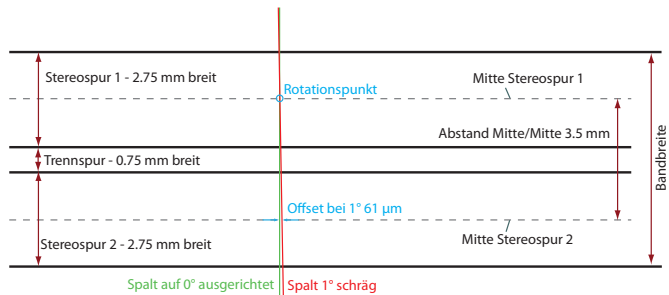 Stereospur 1 - 2.75 mm breit
Rotationspunkt
Mitte Stereospur 1
Abstand Mitte/Mitte 3.5 mm
Trennspur - 0.75 mm breit
Bandbreite
Offset bei 1° 61 µm
Stereospur 2 - 2.75 mm breit
Mitte Stereospur 2
Spalt auf 0° ausgerichtet
Spalt 1° schräg